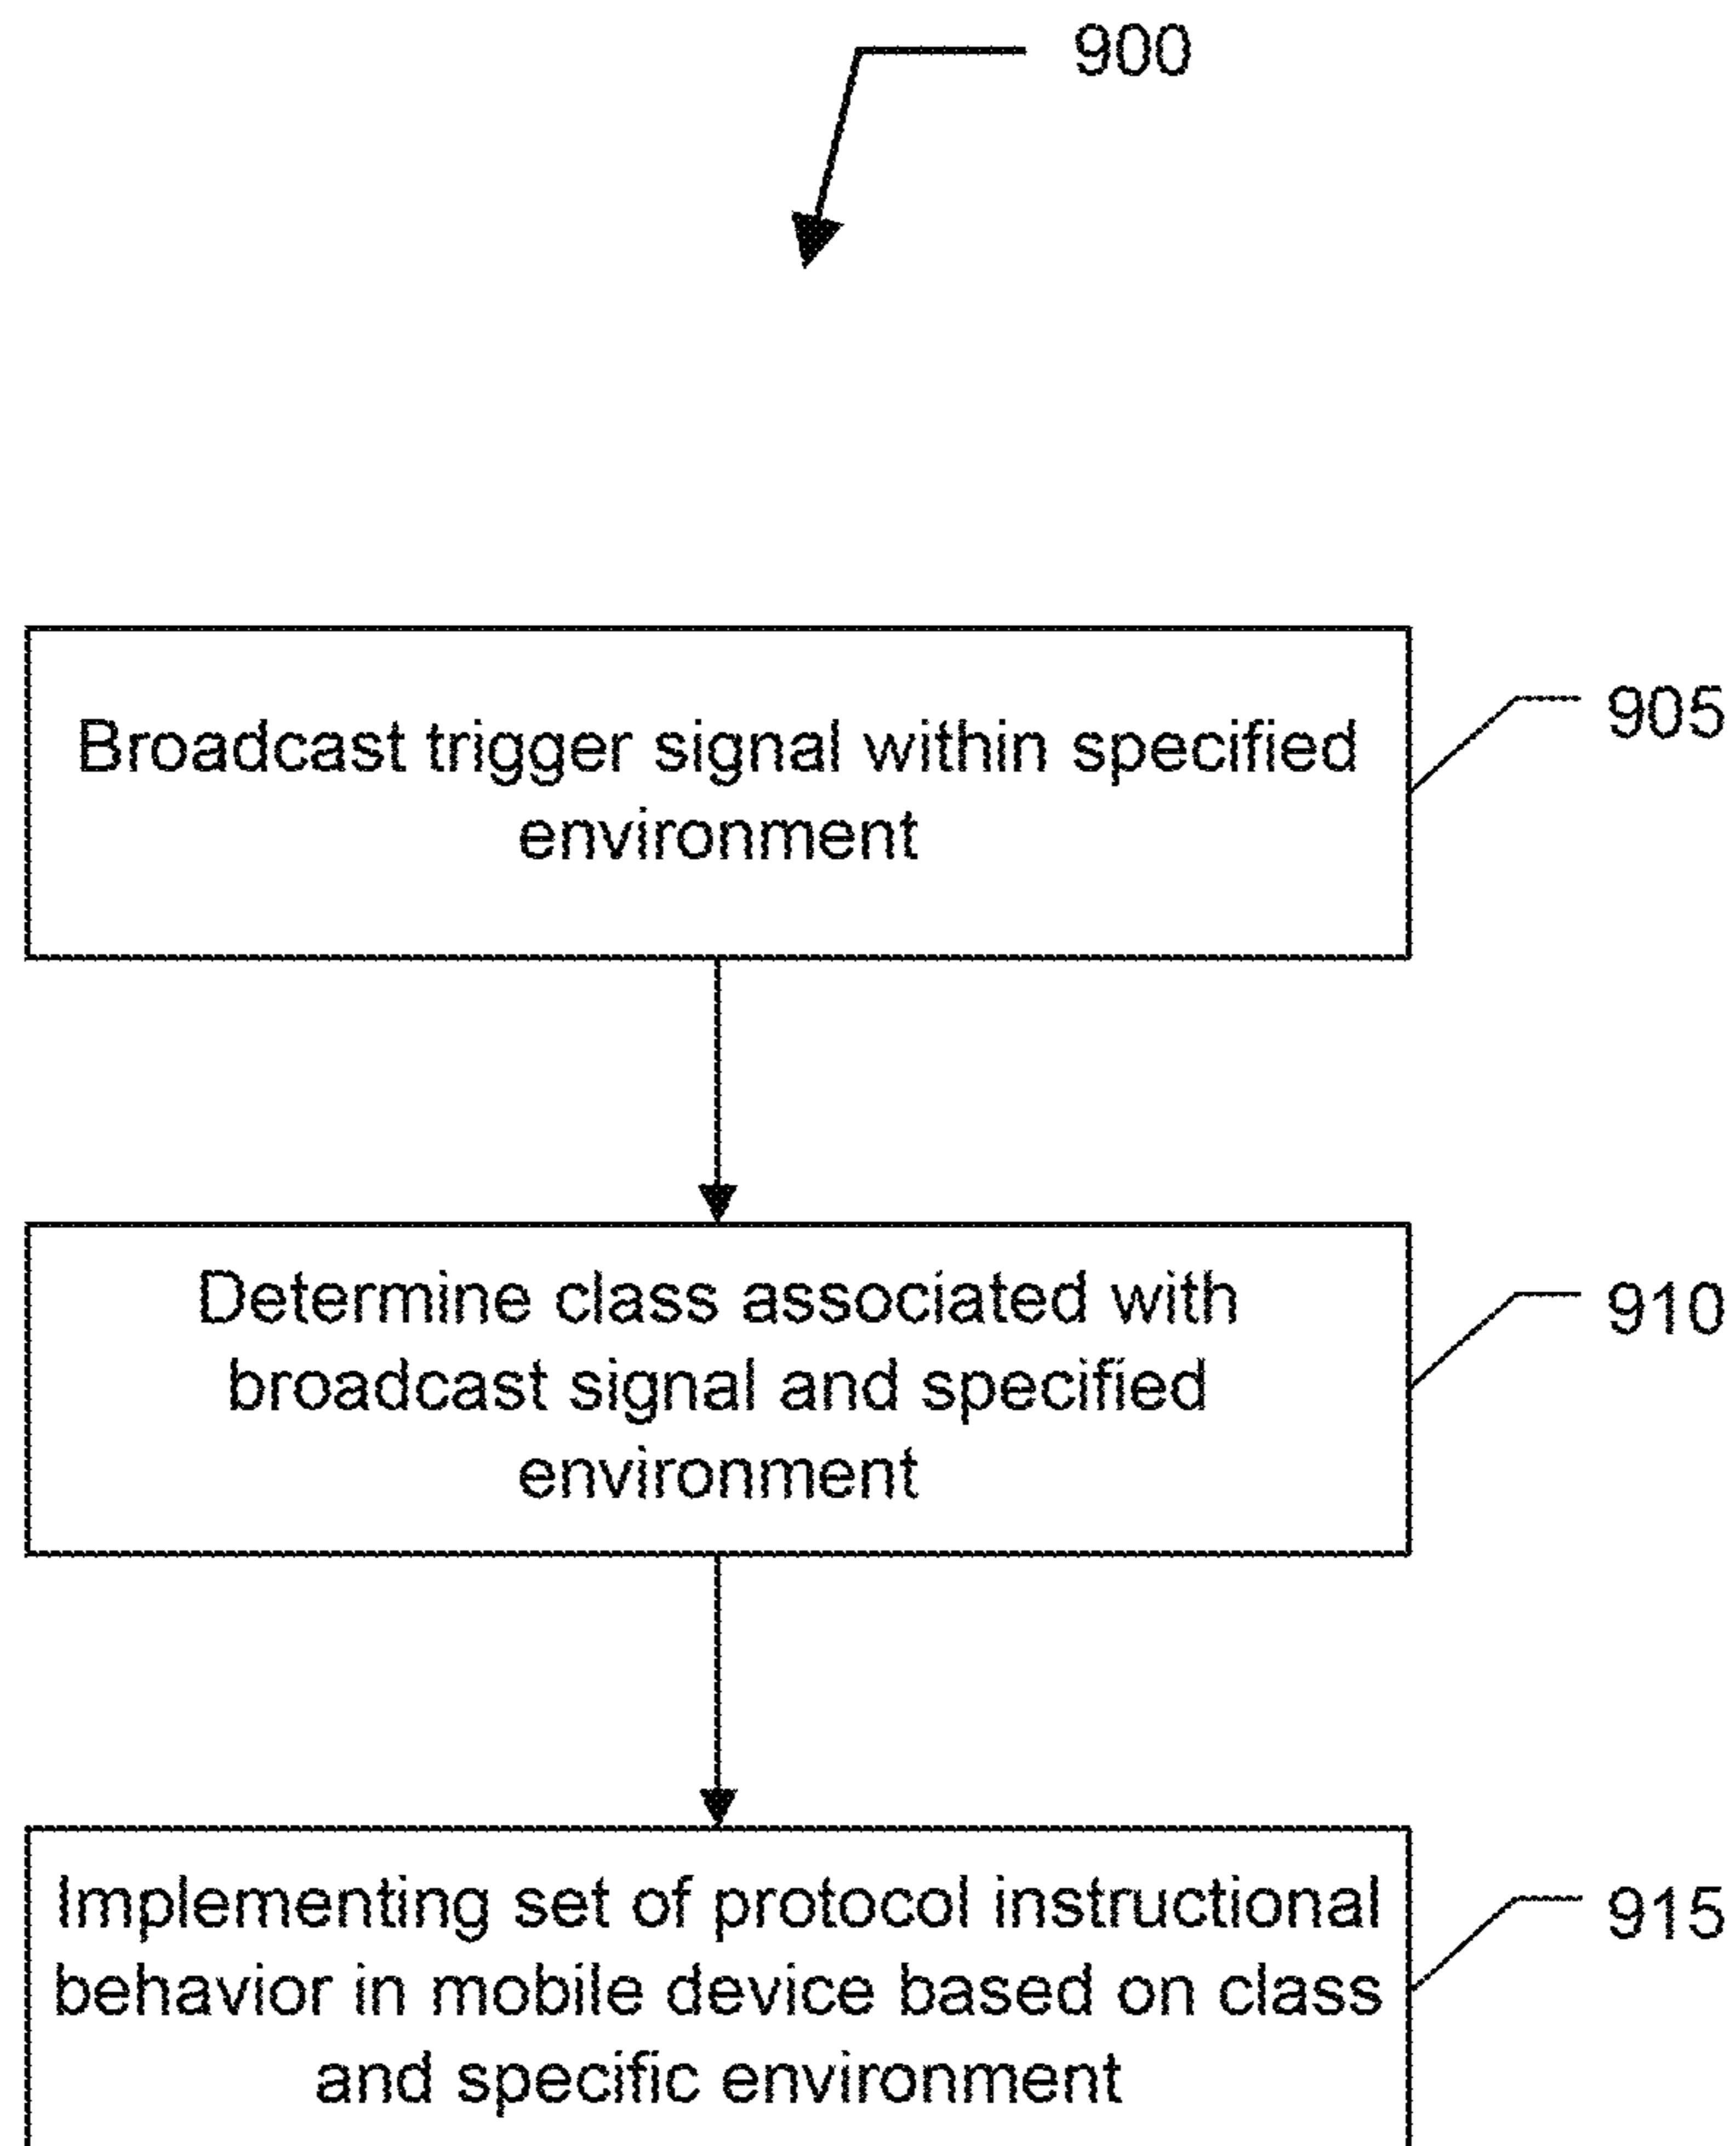 900
Broadcast trigger signal within specified
environment
905
Determine class associated with
broadcast signal and specified
environment
910
Implementing set of protocol instructional
behavior in mobile device based on class
and specific environment
915